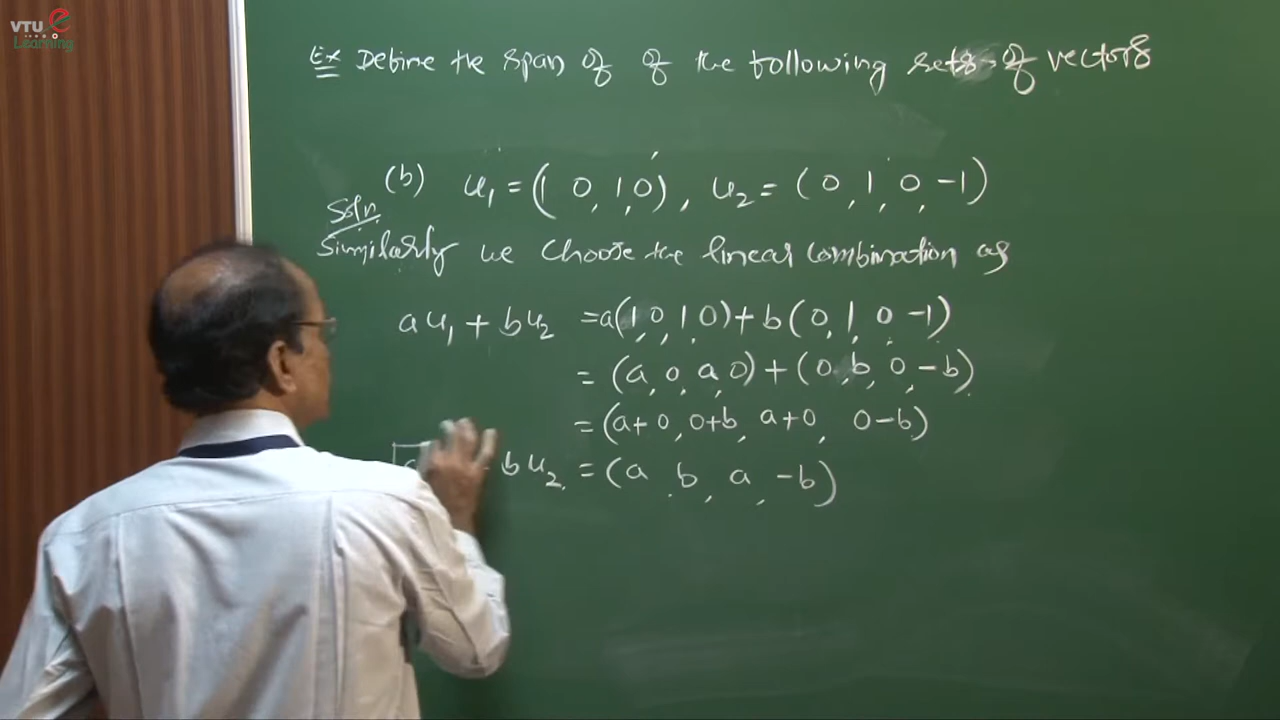 VTU e
Learning
Ex Define the span of of the following sets of vectors
(b) u1 = (1 0, 1, 0), u2 = (0, 1, 0, -1)
Soln
Similarly we choose the linear combination as
au1 + bu2 = a(1, 0, 1, 0) + b(0, 1, 0, -1)
= (a, 0, a, 0) + (0, b, 0, -b)
= (a+0, 0+b, a+0, 0-b)
bu2 = (a, b, a, -b)